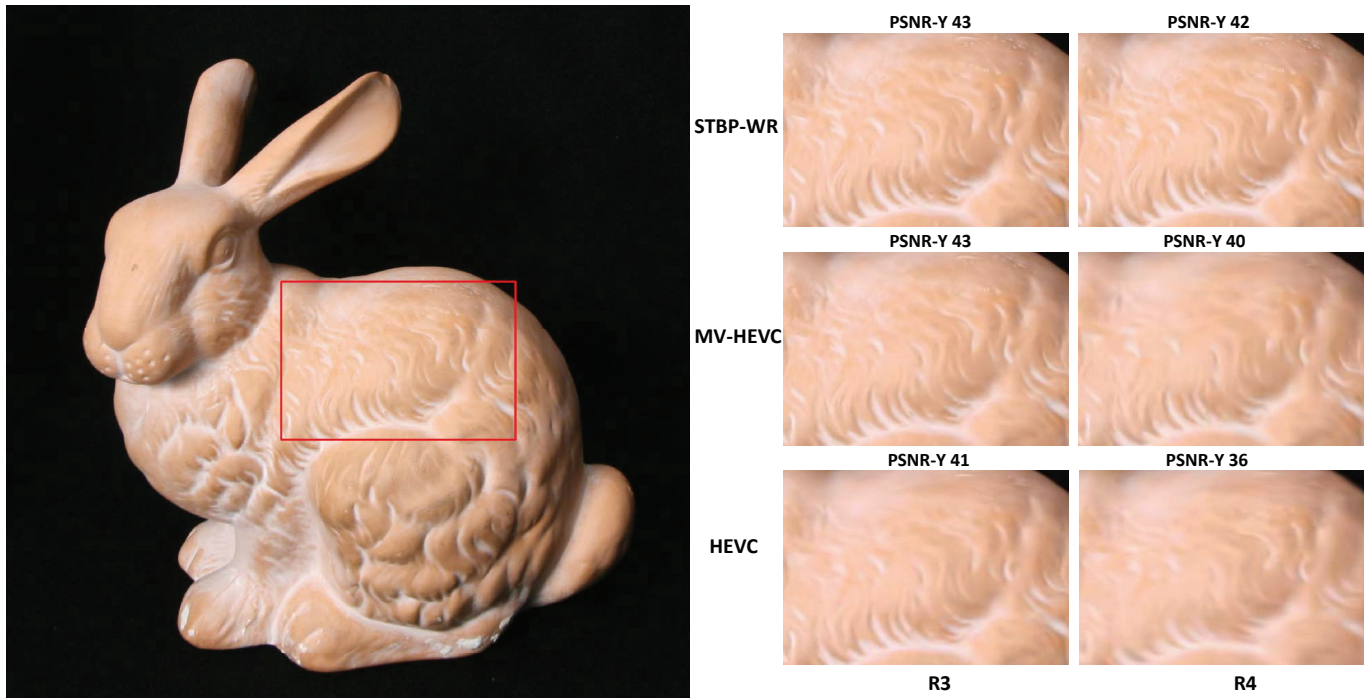 PSNR-Y 43 PSNR-Y 42
STBP-WR
PSNR-Y 43 PSNR-Y 40
MV-HEVC
PSNR-Y 41 PSNR-Y 36
HEVC
R3 R4